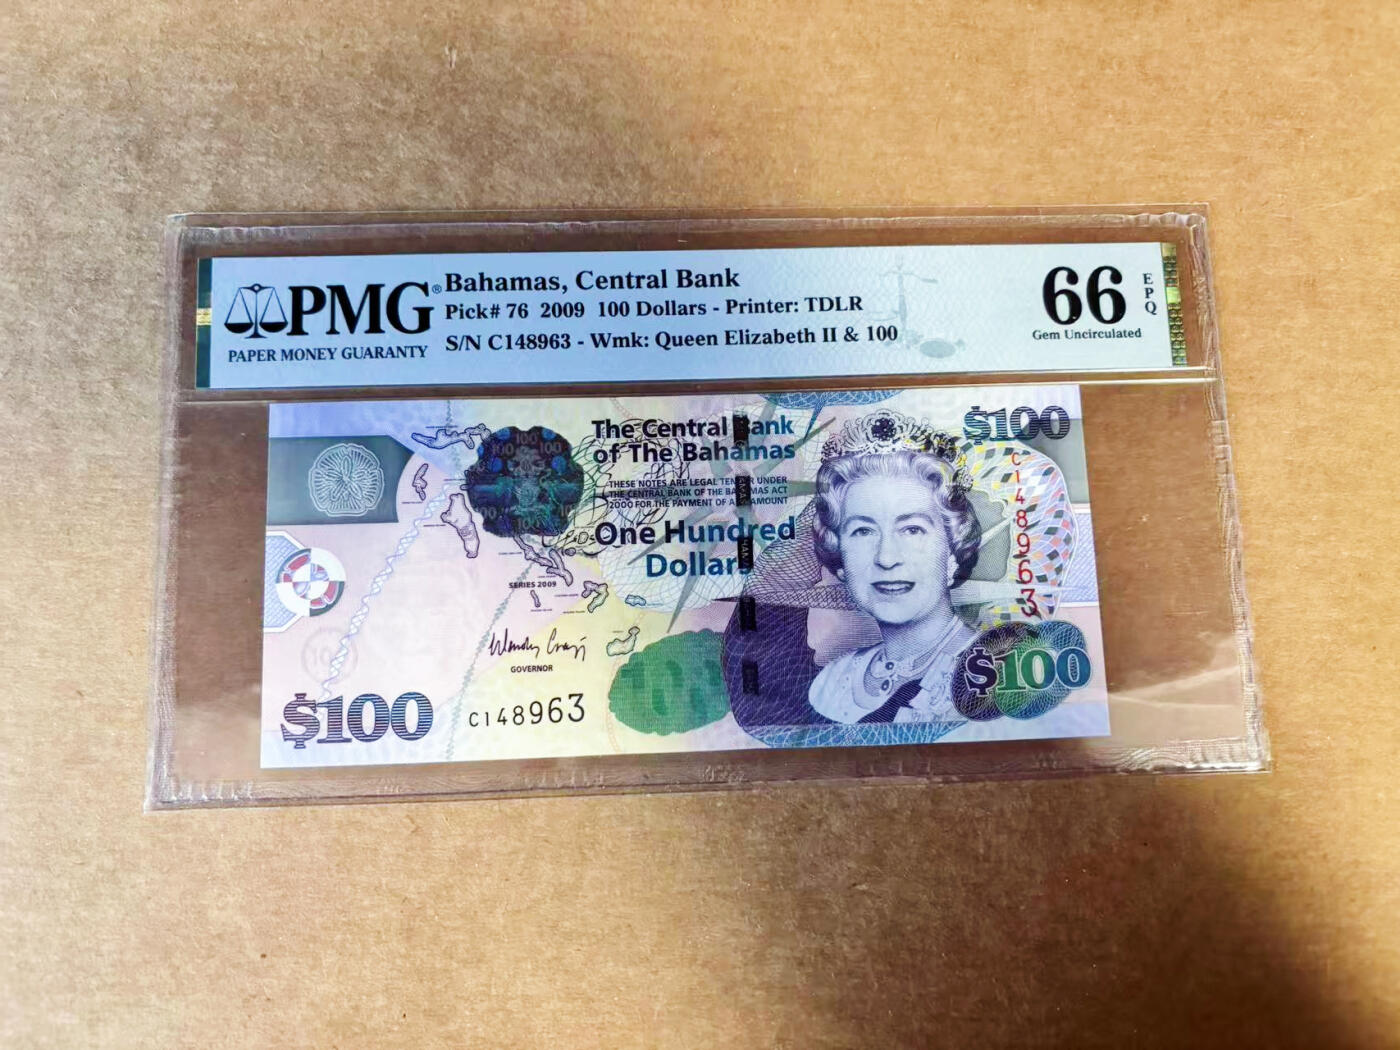 PMG®
PAPER MONEY GUARANTY
Bahamas, Central Bank
Pick# 76 2009 100 Dollars - Printer: TDLR
S/N C148963 - Wmk: Queen Elizabeth II & 100
66
Gem Uncirculated
EPQ
The Central Bank
of The Bahamas
THESE NOTES ARE LEGAL TENDER UNDER
THE CENTRAL BANK OF THE BAHAMAS ACT
2000 FOR THE PAYMENT OF ANY AMOUNT
One Hundred
Dollars
$100
C148963
SERIES 2009
Wendy Craigg
GOVERNOR
$100
C148963
$100